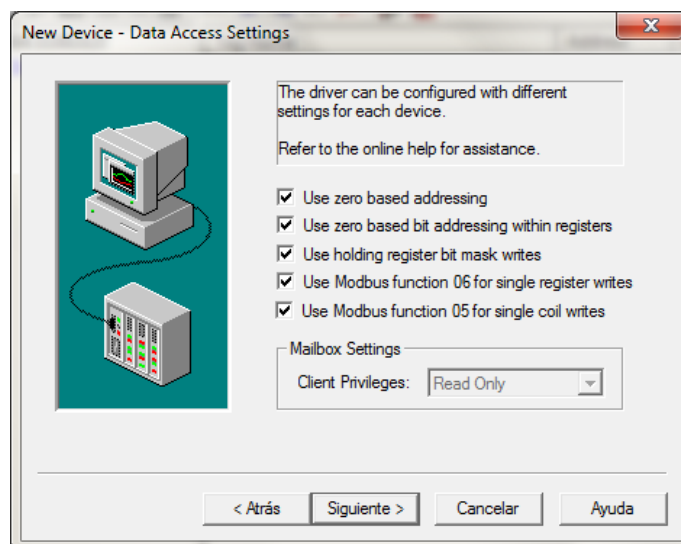 New Device - Data Access Settings
The driver can be configured with different
settings for each device.
Refer to the online help for assistance.
Use zero based addressing
Use zero based bit addressing within registers
Use holding register bit mask writes
Use Modbus function 06 for single register writes
Use Modbus function 05 for single coil writes
Mailbox Settings
Client Privileges: Read Only
< Atrás Siguiente > Cancelar Ayuda